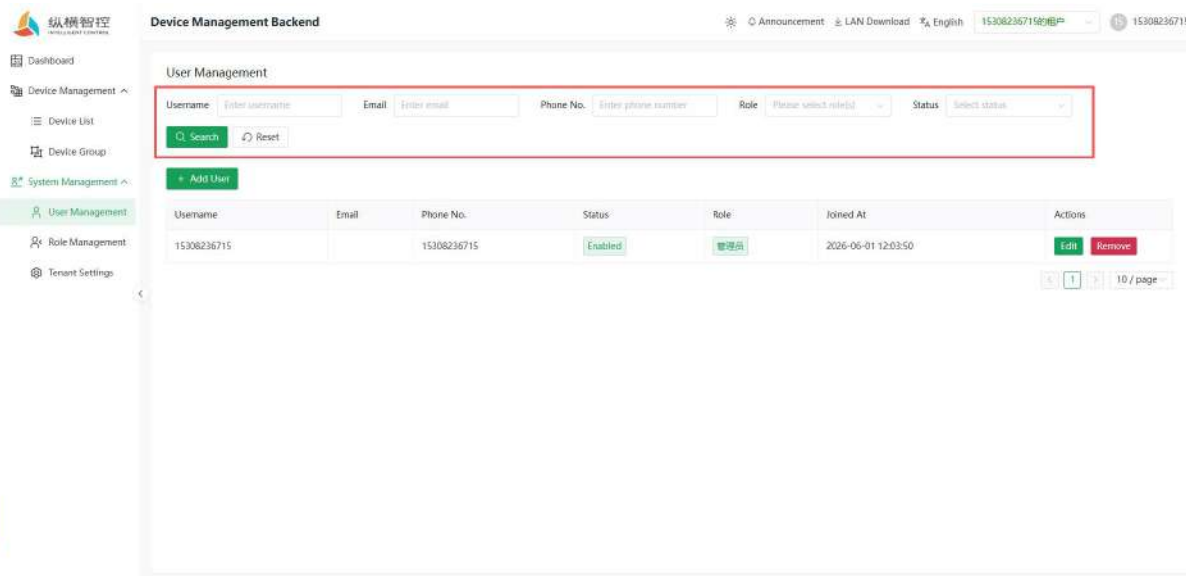 纵横智控
INTELLIGENT CONTROL
Device Management Backend
Announcement
LAN Download
English
15308236715的租户
15
1530823671
Dashboard
Device Management
Device List
Device Group
System Management
User Management
Role Management
Tenant Settings
User Management
Username Enter username Email Enter email Phone No. Enter phone number Role Please select role(s) Status Select status
Search Reset
+ Add User
Username Email Phone No. Status Role Joined At Actions
15308236715 15308236715 Enabled 管理员 2026-06-01 12:03:50 Edit Remove
1 10 / page